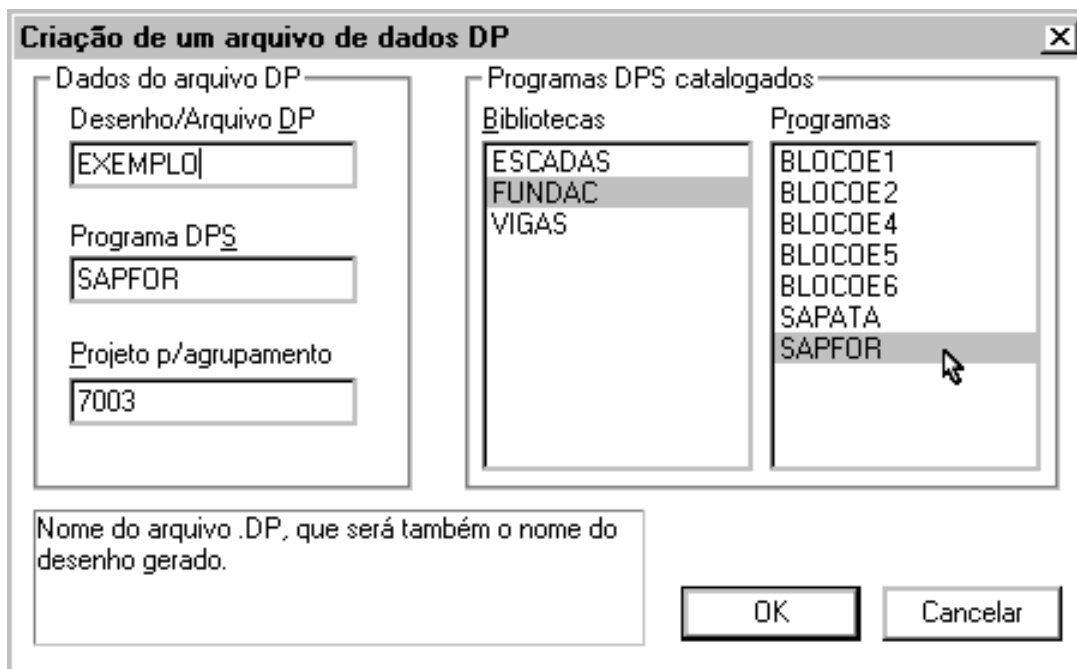 Criação de um arquivo de dados DP
Dados do arquivo DP
Desenho/Arquivo DP
EXEMPLO
Programa DPS
SAPFOR
Projeto p/agrupamento
7003
Programas DPS catalogados
Bibliotecas
ESCADAS
FUNDAC
VIGAS
Programas
BLOCOE1
BLOCOE2
BLOCOE4
BLOCOE5
BLOCOE6
SAPATA
SAPFOR
Nome do arquivo .DP, que será também o nome do
desenho gerado.
OK
Cancelar